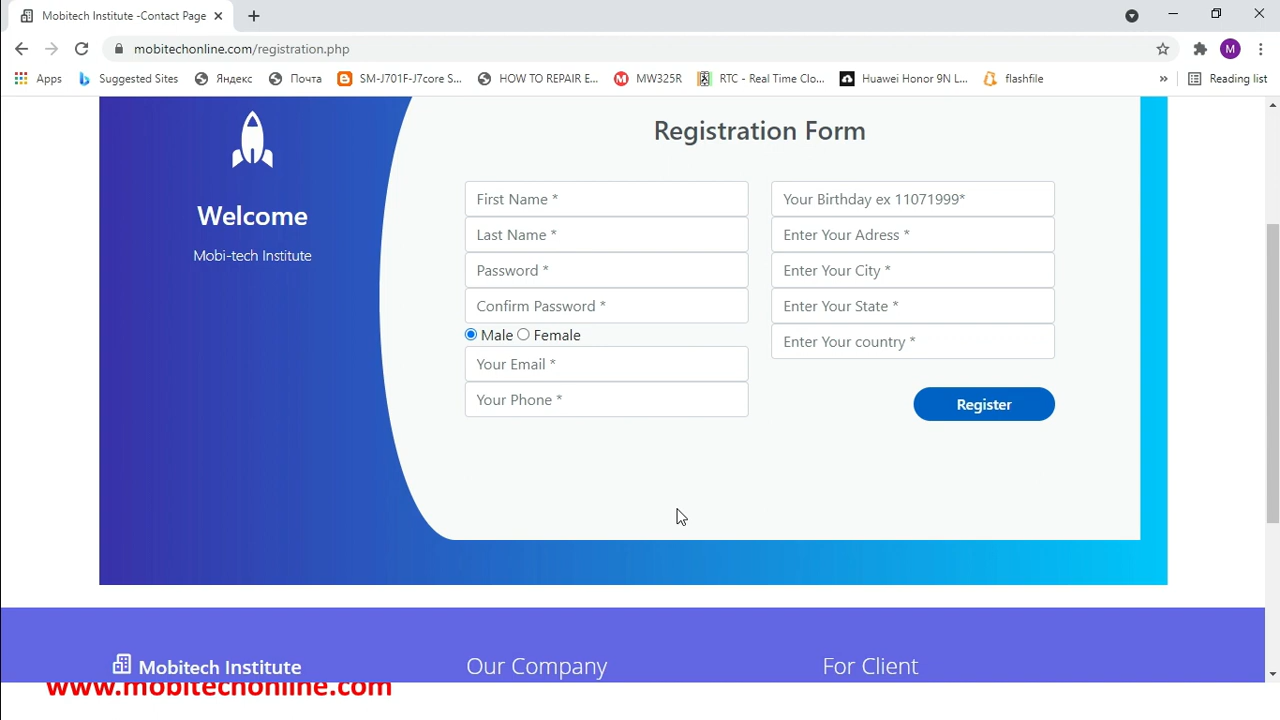 Mobitech Institute -Contact Page
mobitechonline.com/registration.php
M
Apps
Suggested Sites
Яндекс
Почта
SM-J701F-J7core S...
HOW TO REPAIR E...
MW325R
RTC - Real Time Clo...
Huawei Honor 9N L...
flashfile
»
Reading list
Welcome
Mobi-tech Institute
Registration Form
First Name *
Last Name *
Password *
Confirm Password *
Male Female
Your Email *
Your Phone *
Your Birthday ex 11071999*
Enter Your Adress *
Enter Your City *
Enter Your State *
Enter Your country *
Register
Mobitech Institute
Our Company
For Client
www.mobitechonline.com